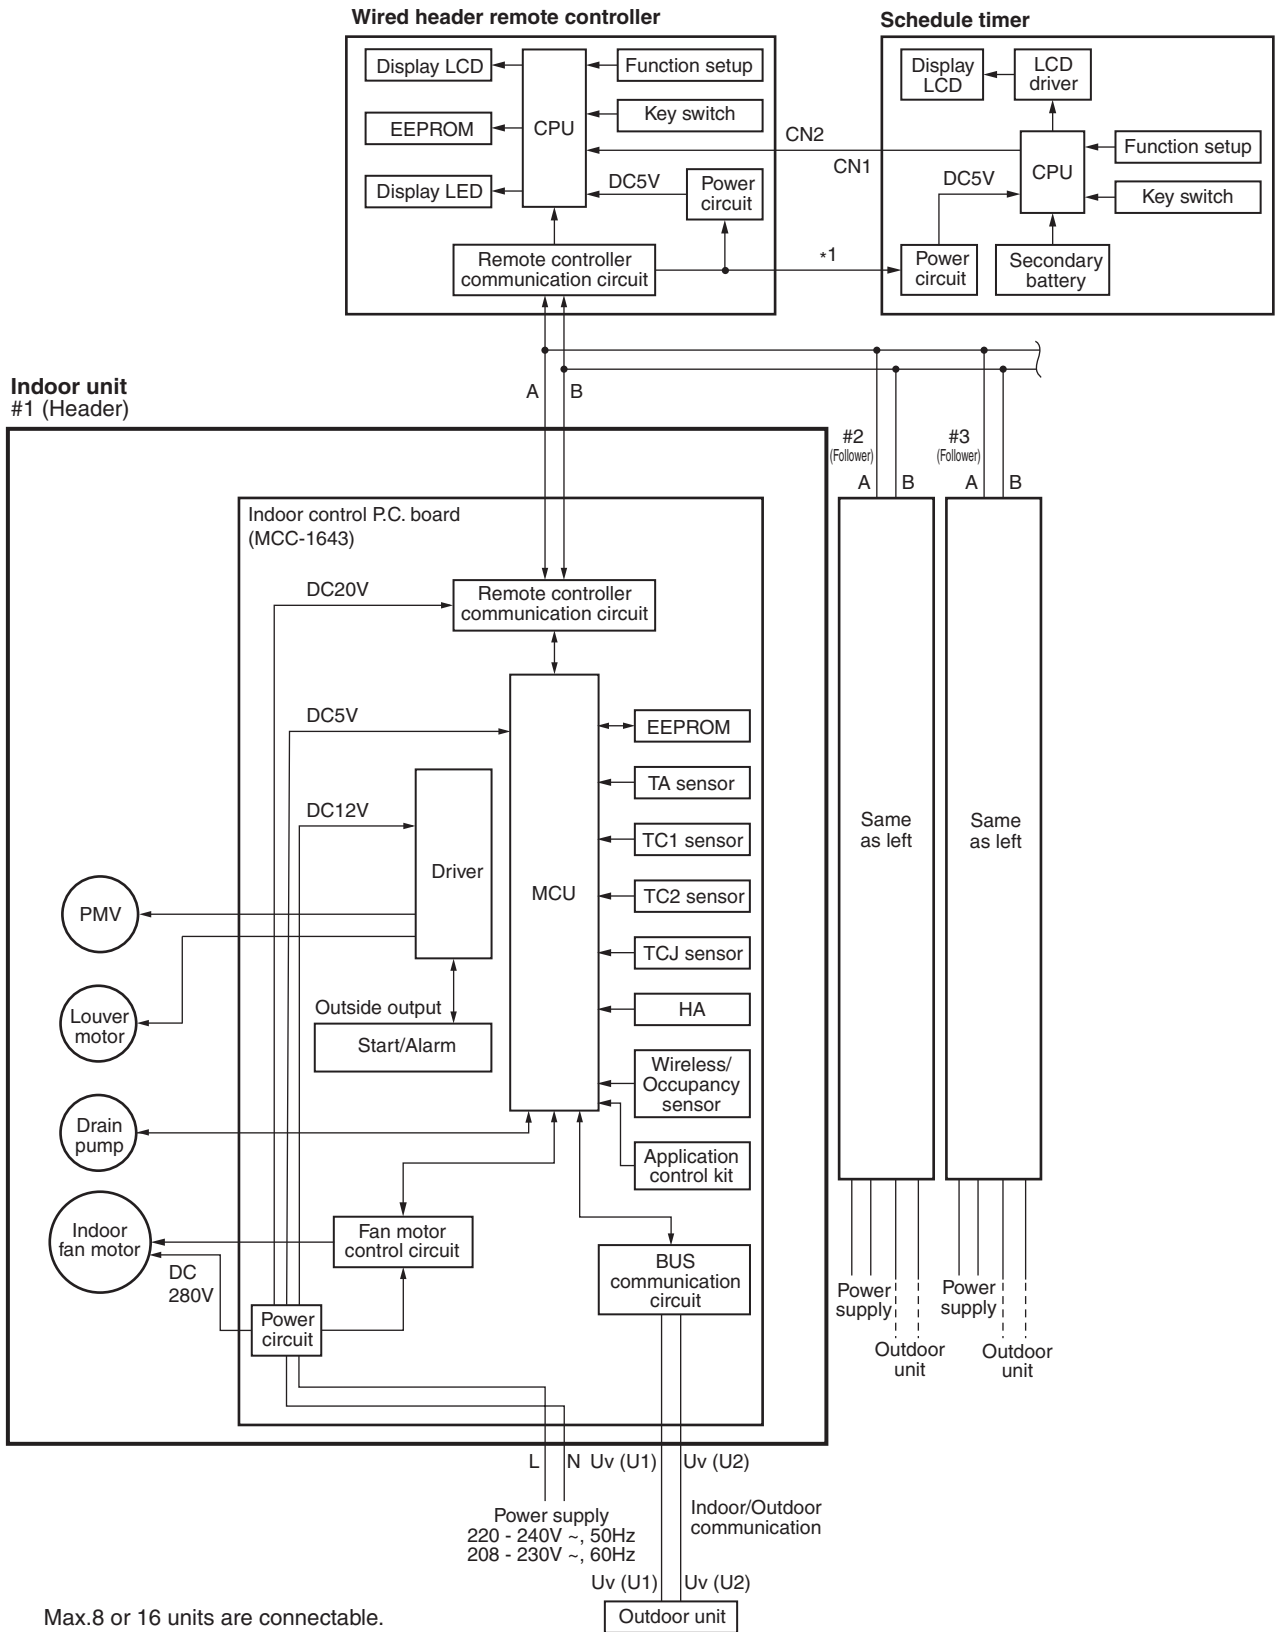 Wired header remote controller
Schedule timer
Display LCD
Function setup
EEPROM
CPU
Key switch
Display LED
DC5V
Power
circuit
Remote controller
communication circuit
CN2
CN1
*1
Display
LCD
LCD
driver
CPU
Function setup
DC5V
Key switch
Power
circuit
Secondary
battery
Indoor unit
#1 (Header)
A
B
#2
(Follower)
A
B
#3
(Follower)
A
B
Indoor control P.C. board
(MCC-1643)
DC20V
Remote controller
communication circuit
DC5V
EEPROM
TA sensor
DC12V
TC1 sensor
Driver
MCU
TC2 sensor
PMV
TCJ sensor
Louver
motor
Outside output
HA
Start/Alarm
Wireless/
Occupancy
sensor
Drain
pump
Application
control kit
Indoor
fan motor
Fan motor
control circuit
DC
280V
BUS
communication
circuit
Power
circuit
Same
as left
Same
as left
Power
supply
Outdoor
unit
Power
supply
Outdoor
unit
L
N
Uv (U1)
Uv (U2)
Power supply
220 - 240V ~, 50Hz
208 - 230V ~, 60Hz
Indoor/Outdoor
communication
Uv (U1)
Uv (U2)
Outdoor unit
Max.8 or 16 units are connectable.